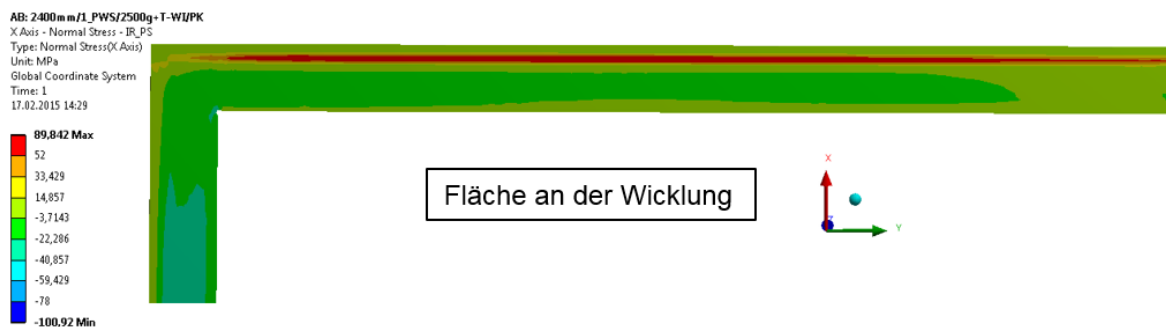 AB: 2400mm/1_PWS/2500g+T-WI/PK
X Axis - Normal Stress - IR_PS
Type: Normal Stress(X Axis)
Unit: MPa
Global Coordinate System
Time: 1
17.02.2015 14:29
89,842 Max
52
33,429
14,857
-3,7143
-22,286
-40,857
-59,429
-78
-100,92 Min
Fläche an der Wicklung
X
Z
Y